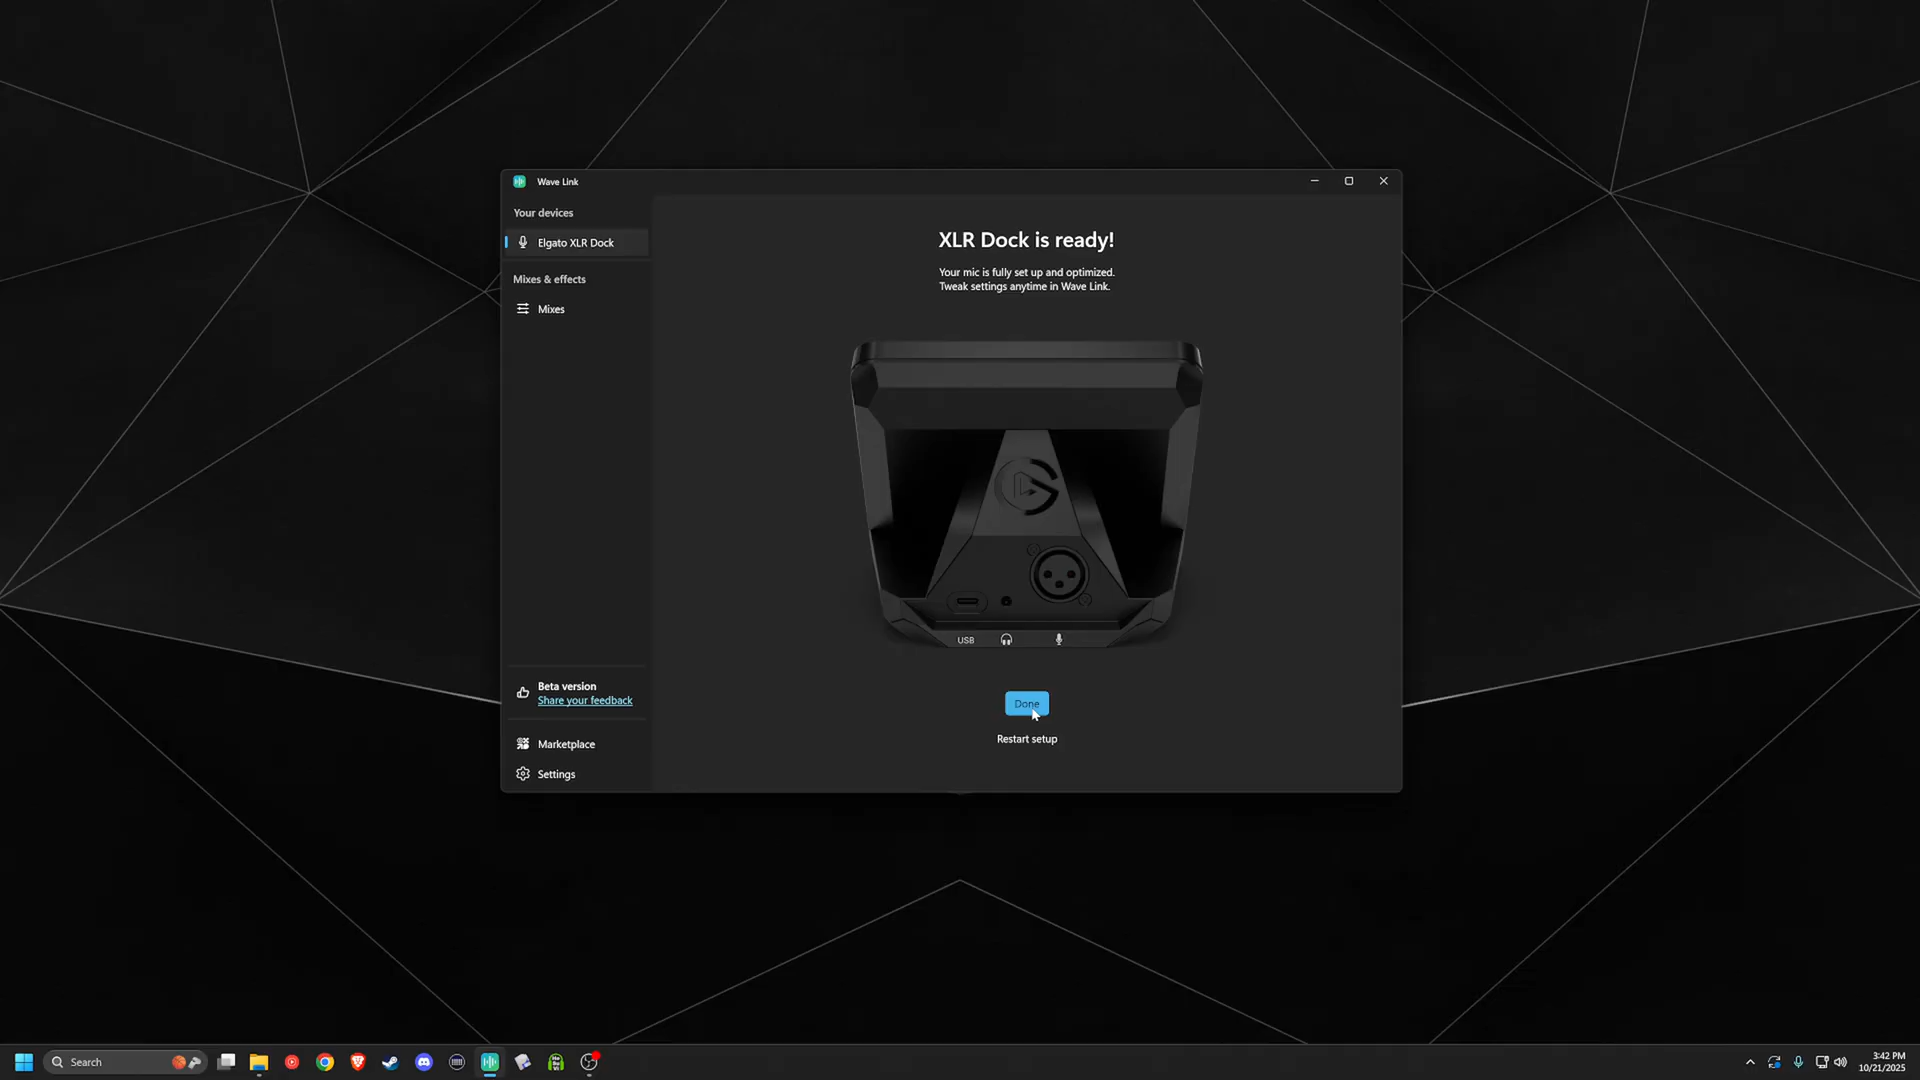 Wave Link
Your devices
Elgato XLR Dock
Mixes & effects
Mixes
Beta version
Share your feedback
Marketplace
Settings
XLR Dock is ready!
Your mic is fully set up and optimized.
Tweak settings anytime in Wave Link.
USB
Done
Restart setup
Search
3:42 PM
10/21/2025